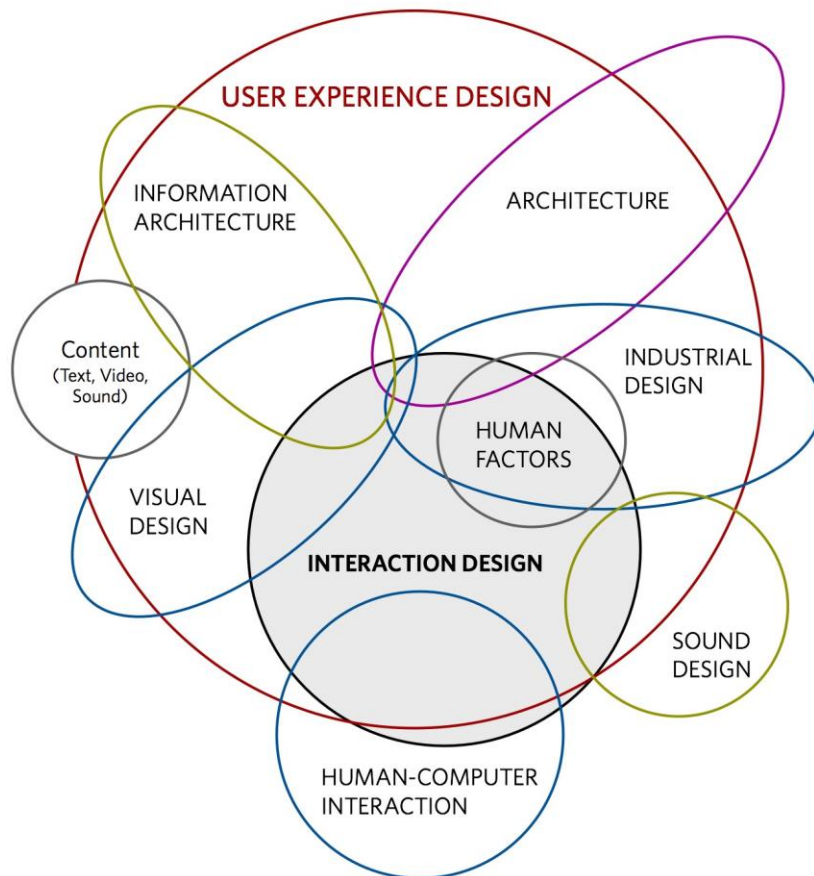 USER EXPERIENCE DESIGN
INFORMATION
ARCHITECTURE
ARCHITECTURE
Content
(Text, Video,
Sound)
INDUSTRIAL
DESIGN
HUMAN
FACTORS
VISUAL
DESIGN
INTERACTION DESIGN
SOUND
DESIGN
HUMAN-COMPUTER
INTERACTION